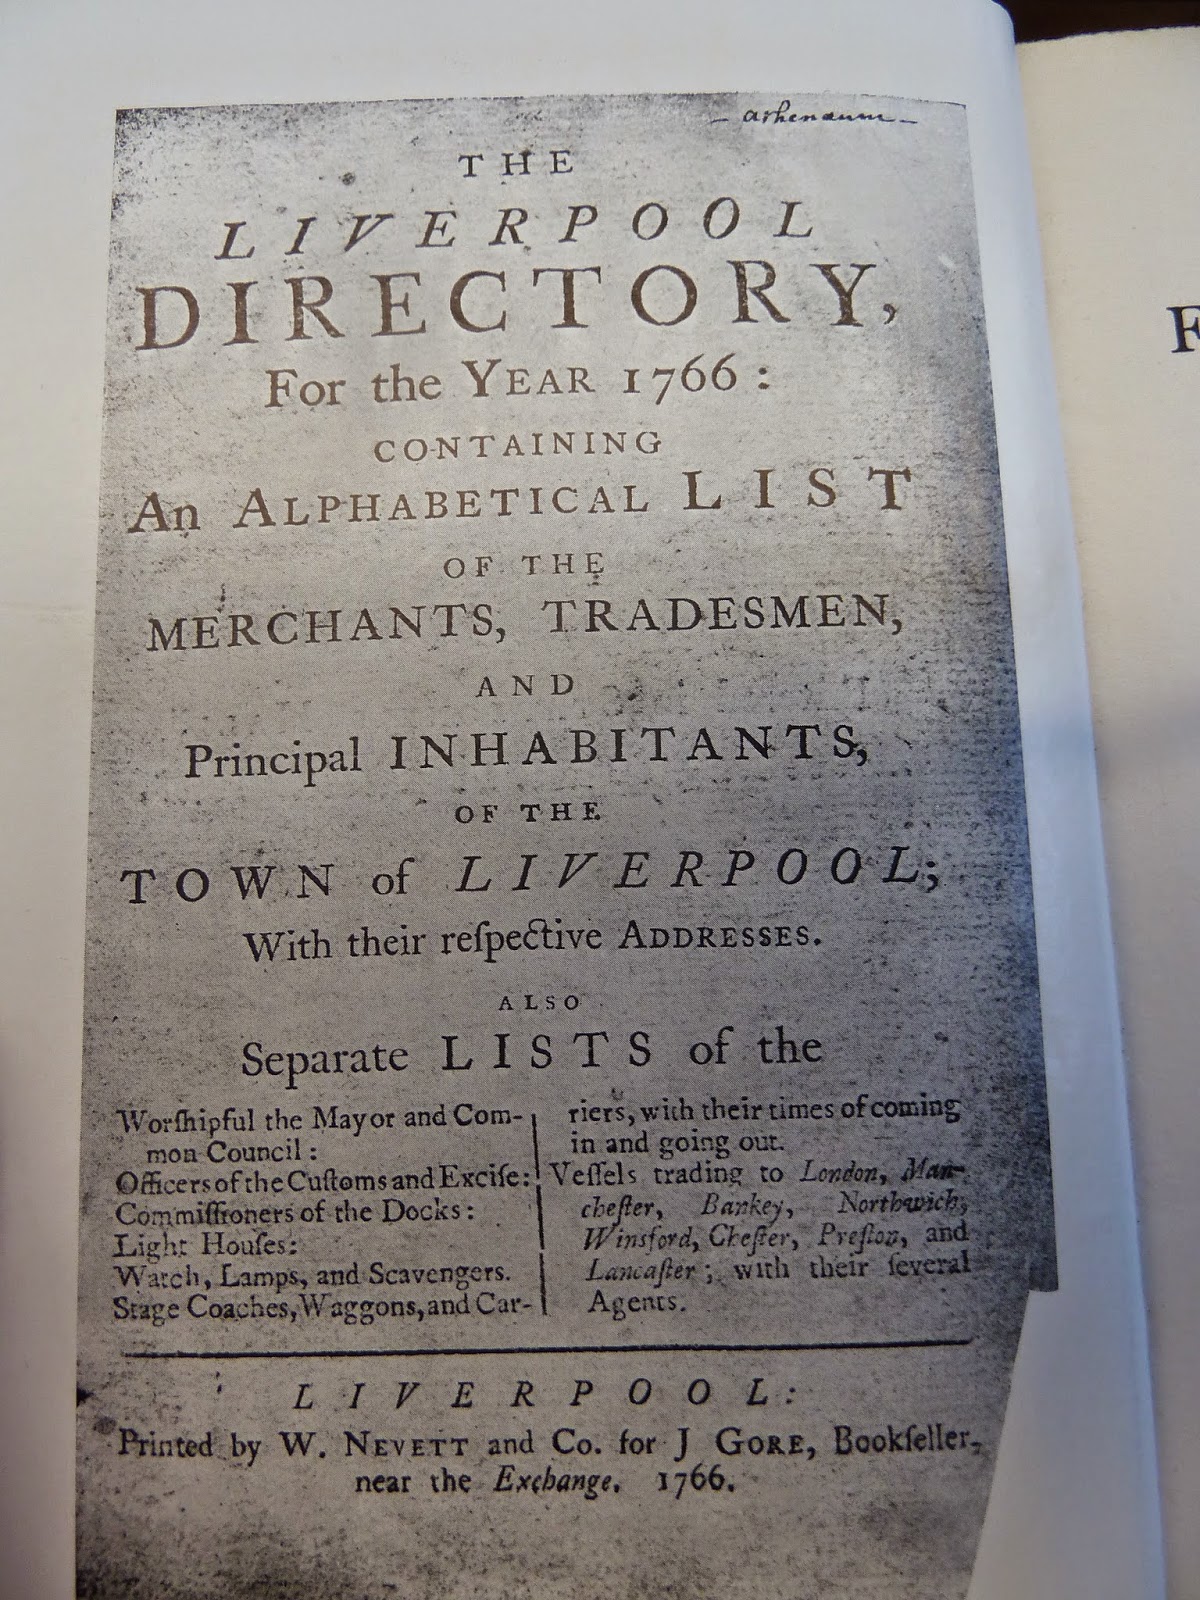 - athenaum -
THE
LIVERPOOL
DIRECTORY,
For the YEAR 1766:
CONTAINING
An ALPHABETICAL LIST
OF THE
MERCHANTS, TRADESMEN,
AND
Principal INHABITANTS,
OF THE
TOWN of LIVERPOOL;
With their reſpective ADDRESSES.
ALSO
Separate LISTS of the
Worſhipful the Mayor and Com-
mon Council:
Officers of the Cuſtoms and Exciſe:
Commiſſioners of the Docks:
Light Houſes:
Watch, Lamps, and Scavengers.
Stage Coaches, Waggons, and Car-
riers, with their times of coming
in and going out.
Veſſels trading to London, Man-
cheſter, Bankey, Northwich,
Winsford, Cheſter, Preſton, and
Lancaſter; with their ſeveral
Agents.
LIVERPOOL:
Printed by W. NEVETT and Co. for J GORE, Bookſeller,
near the Exchange. 1766.
F